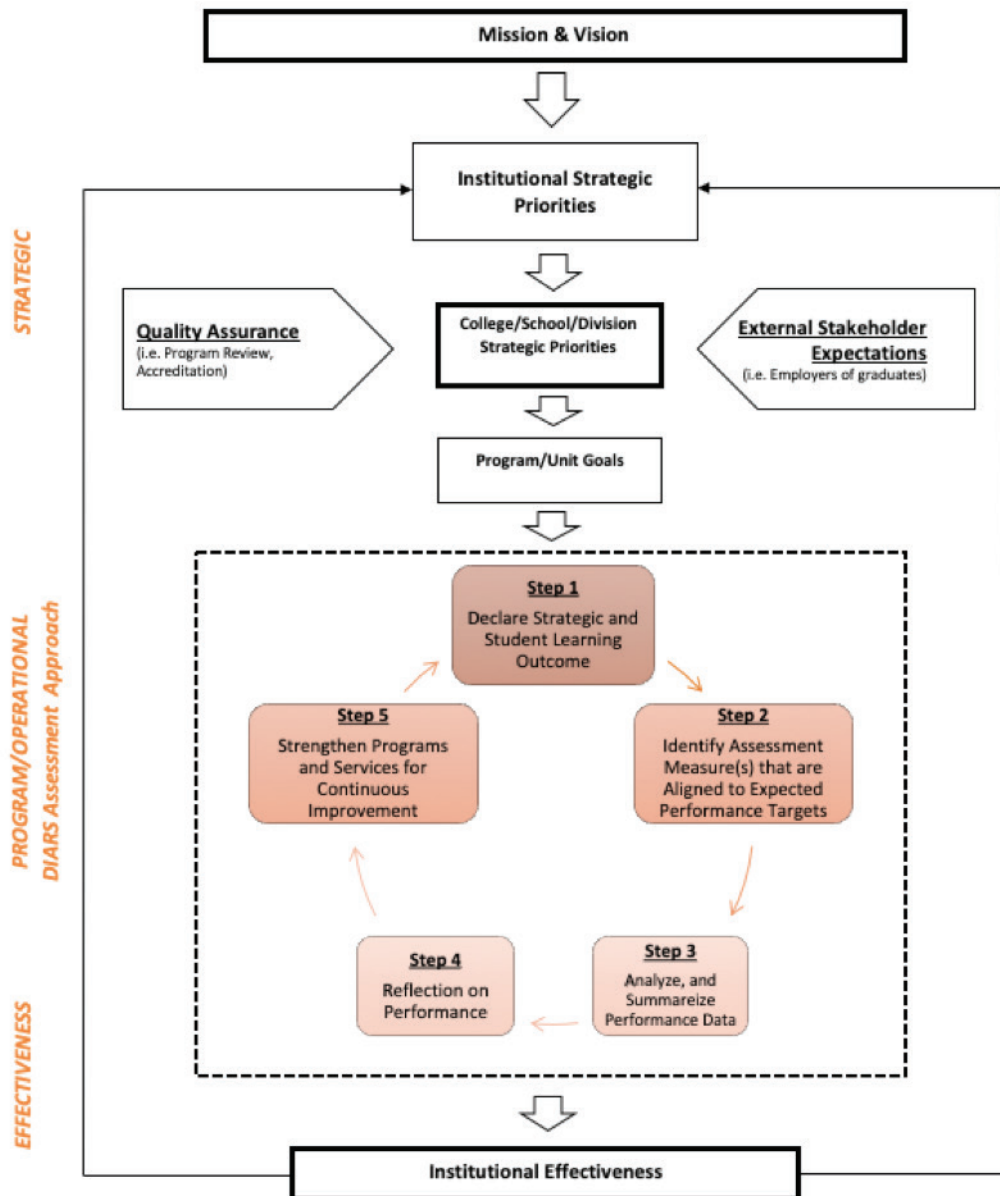 Mission & Vision
Institutional Strategic
Priorities
STRATEGIC
Quality Assurance
(i.e. Program Review,
Accreditation)
College/School/Division
Strategic Priorities
External Stakeholder
Expectations
(i.e. Employers of graduates)
Program/Unit Goals
PROGRAM/OPERATIONAL
DIARS Assessment Approach
Step 1
Declare Strategic and
Student Learning
Outcome
Step 2
Identify Assessment
Measure(s) that are
Aligned to Expected
Performance Targets
Step 3
Analyze, and
Summareize
Performance Data
Step 4
Reflection on
Performance
Step 5
Strengthen Programs
and Services for
Continuous
Improvement
EFFECTIVENESS
Institutional Effectiveness